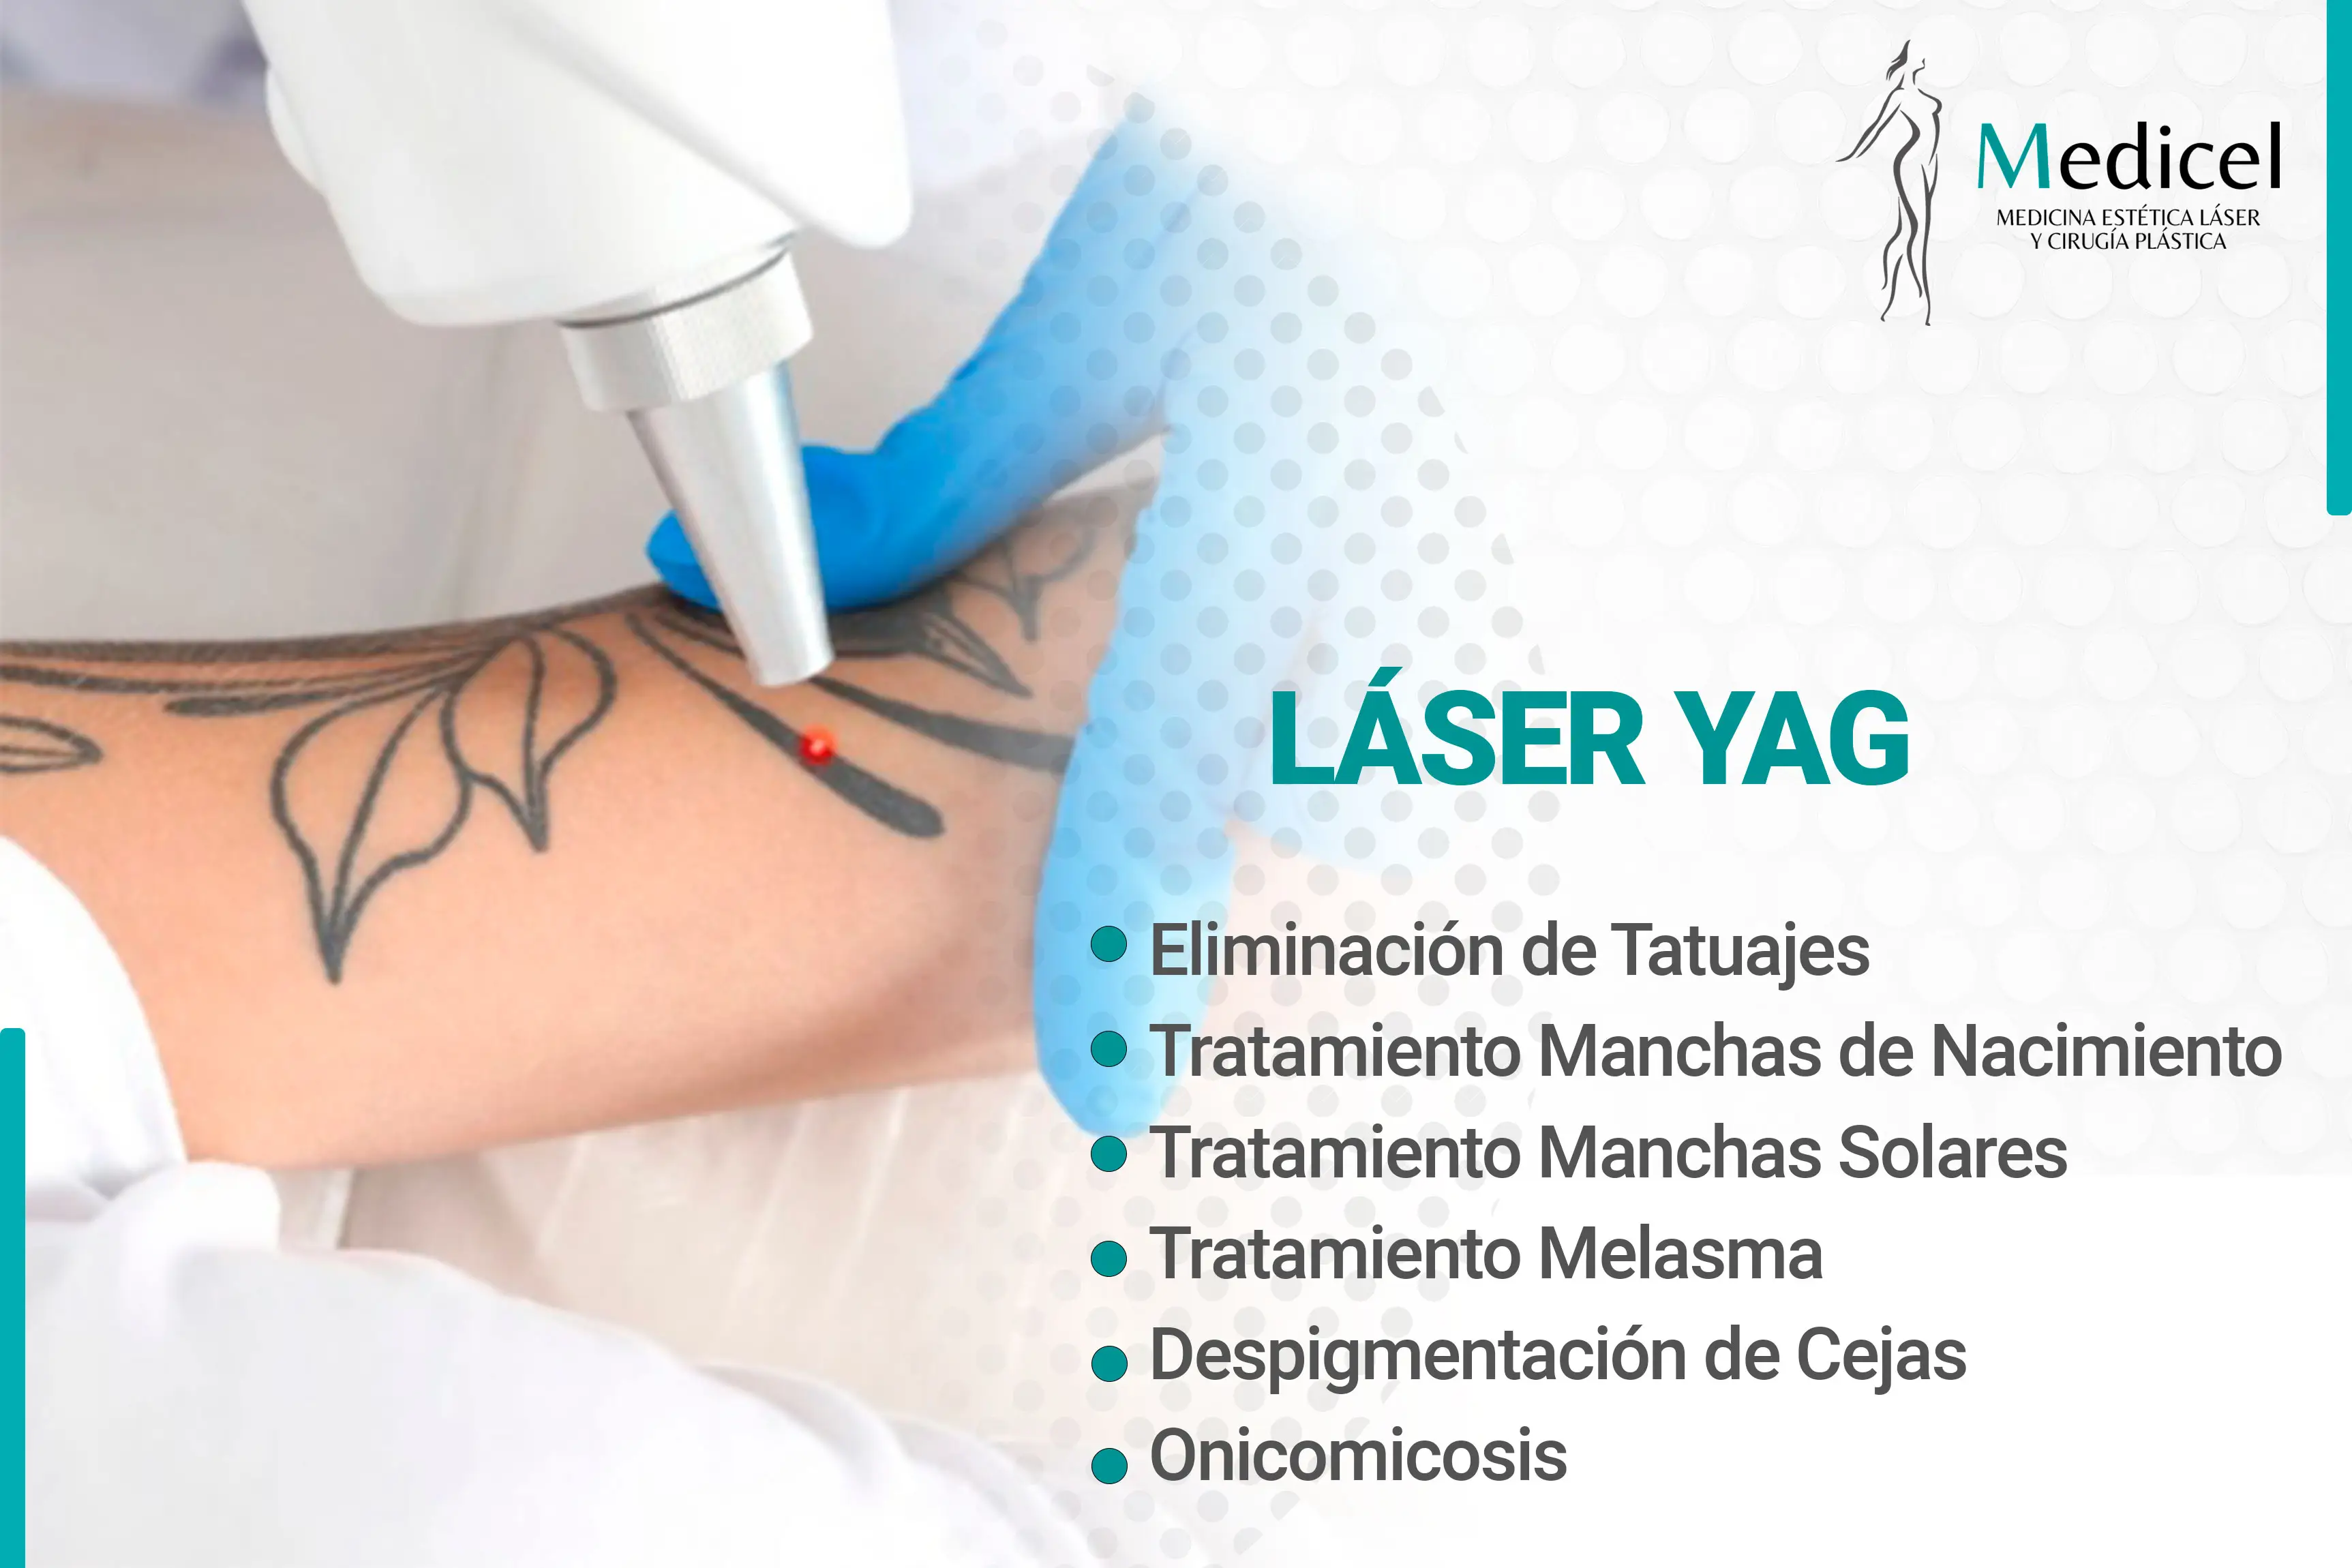 Medicel
MEDICINA ESTÉTICA LÁSER
Y CIRUGÍA PLÁSTICA
LÁSER YAG
Eliminación de Tatuajes
Tratamiento Manchas de Nacimiento
Tratamiento Manchas Solares
Tratamiento Melasma
Despigmentación de Cejas
Onicomicosis